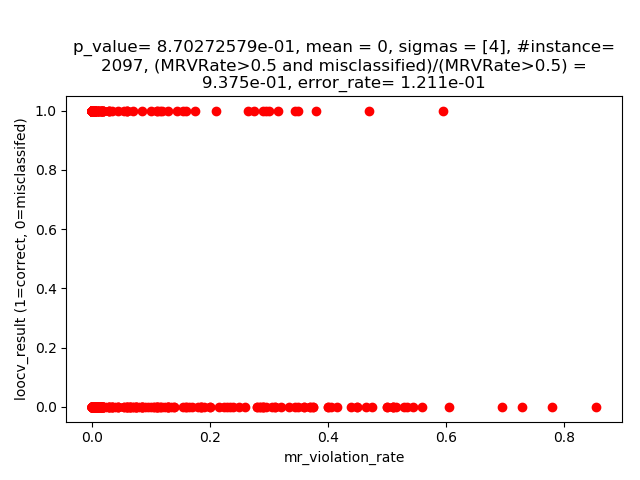 p_value= 8.70272579e-01, mean = 0, sigmas = [4], #instance=
2097, (MRVRate>0.5 and misclassified)/(MRVRate>0.5) =
9.375e-01, error_rate= 1.211e-01
loocv_result (1=correct, 0=misclassifed)
1.0
0.8
0.6
0.4
0.2
0.0
0.0 0.2 0.4 0.6 0.8
mr_violation_rate